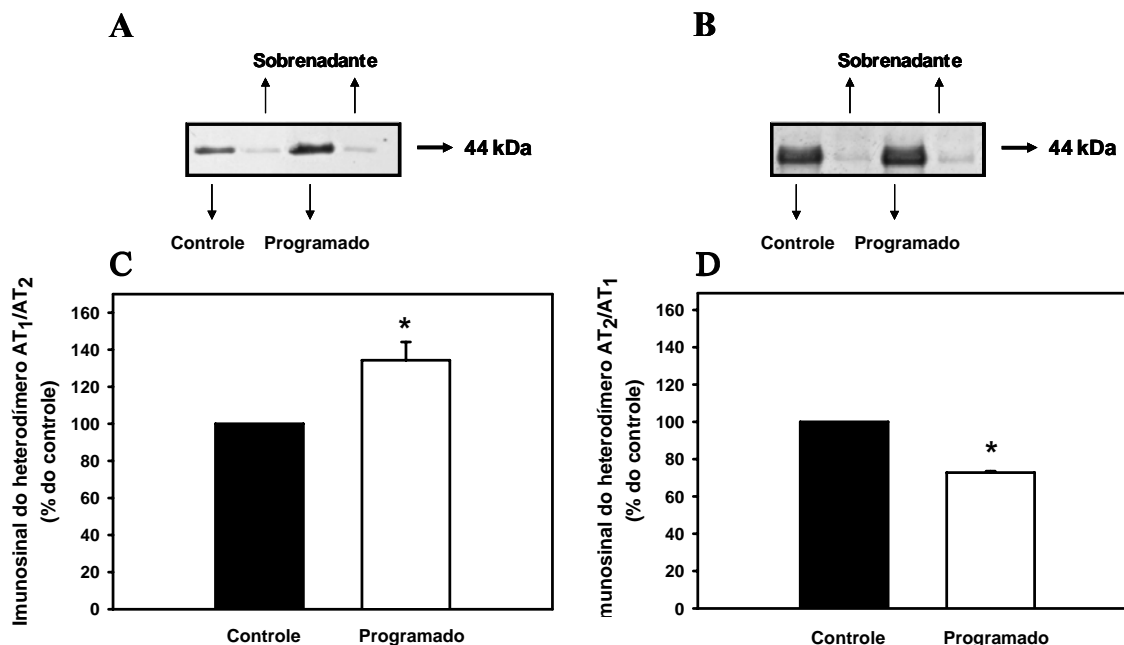 A
Sobrenadante
44 kDa
Controle Programado
B
Sobrenadante
44 kDa
Controle Programado
C
Imunosinal do heterodímero AT1/AT2
(% do controle)
160
140
120
100
80
60
40
20
0
*
Controle Programado
D
munosinal do heterodímero AT2/AT1
(% do controle)
160
140
120
100
80
60
40
20
0
*
Controle Programado